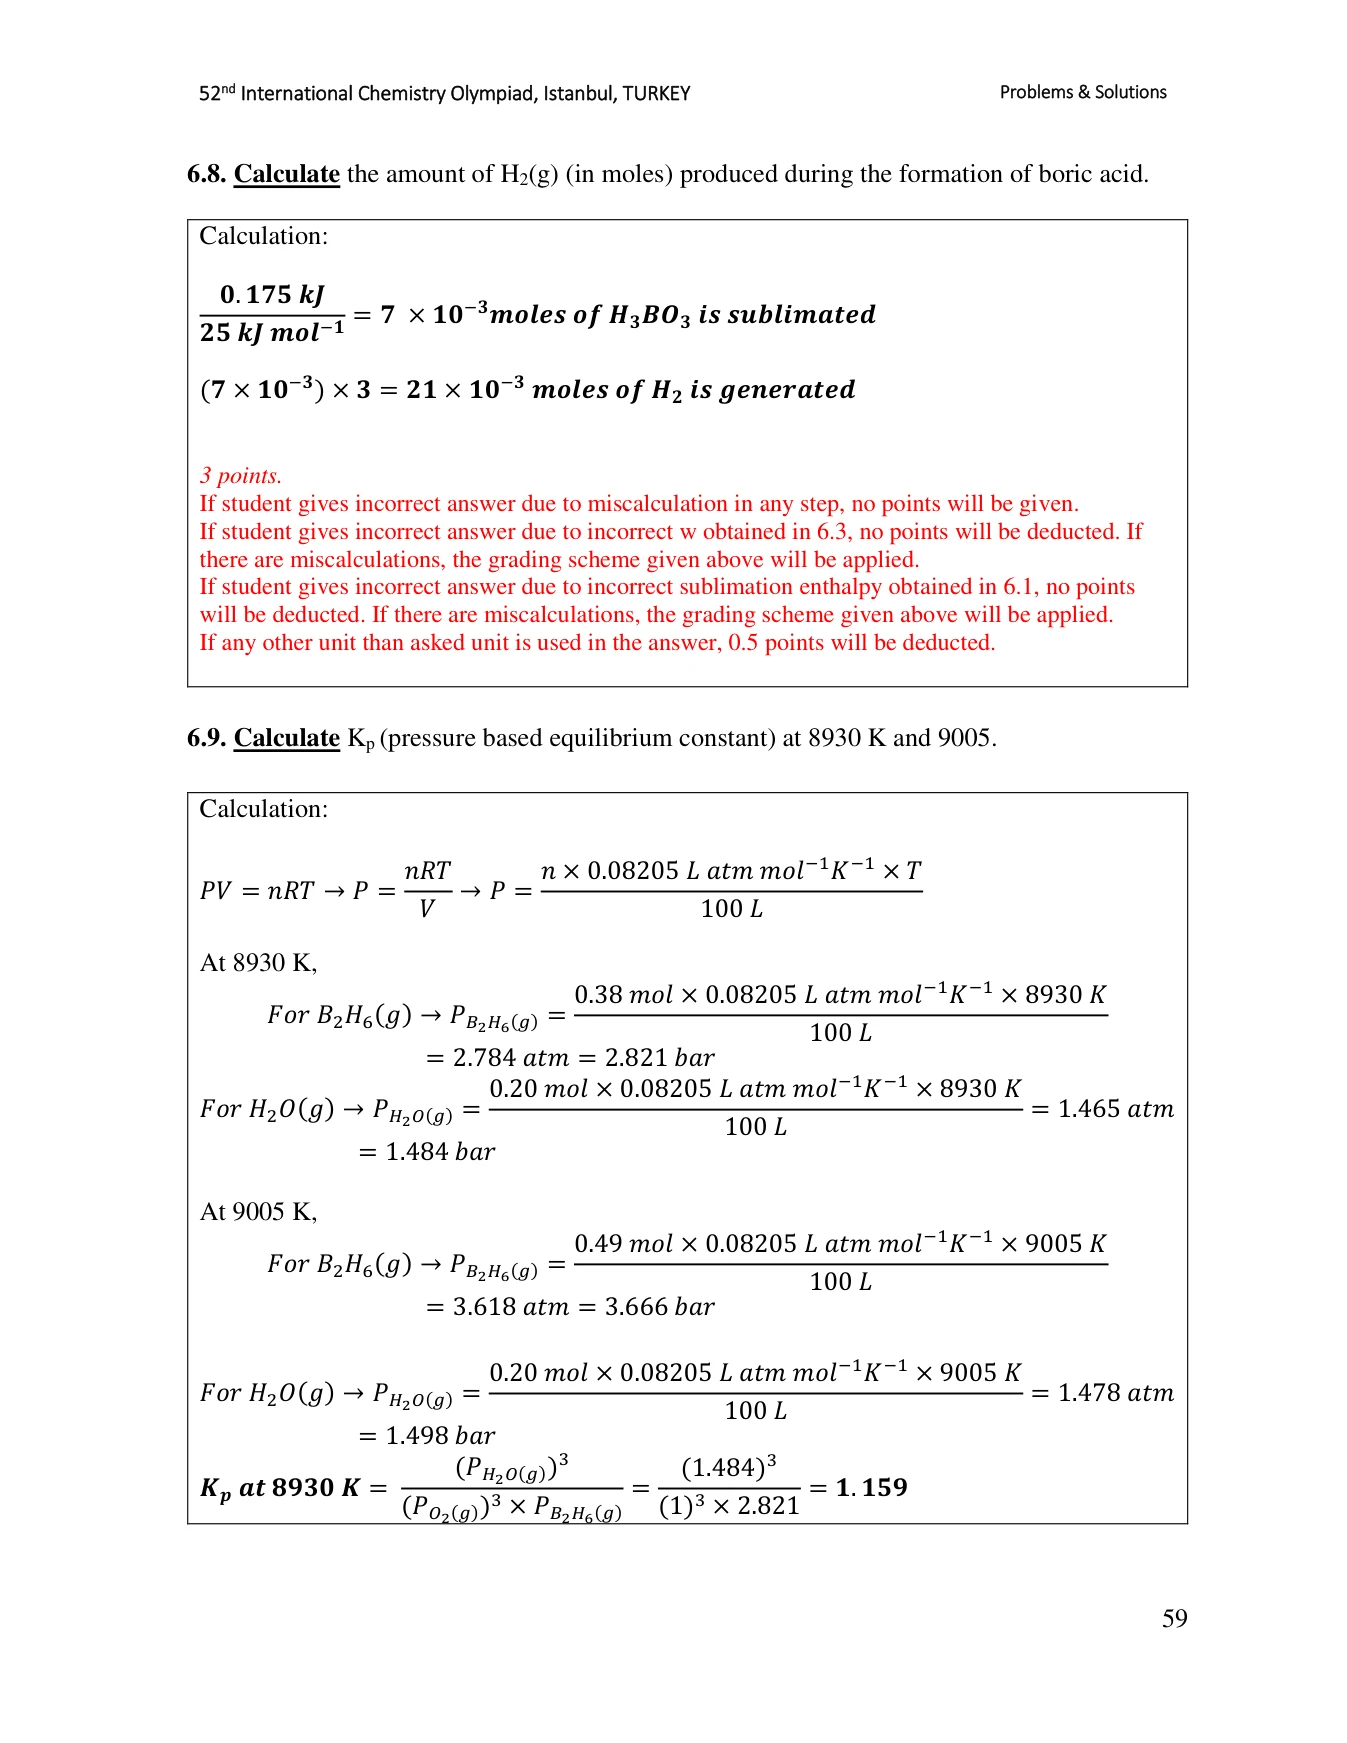 52nd International Chemistry Olympiad, Istanbul, TURKEY Problems & Solutions
6.8. Calculate the amount of H2(g) (in moles) produced during the formation of boric acid.
Calculation:
0.175 kJ / 25 kJ mol⁻¹ = 7 × 10⁻³ moles of H₃BO₃ is sublimated
(7 × 10⁻³) × 3 = 21 × 10⁻³ moles of H₂ is generated
3 points.
If student gives incorrect answer due to miscalculation in any step, no points will be given.
If student gives incorrect answer due to incorrect w obtained in 6.3, no points will be deducted. If
there are miscalculations, the grading scheme given above will be applied.
If student gives incorrect answer due to incorrect sublimation enthalpy obtained in 6.1, no points
will be deducted. If there are miscalculations, the grading scheme given above will be applied.
If any other unit than asked unit is used in the answer, 0.5 points will be deducted.
6.9. Calculate Kp (pressure based equilibrium constant) at 8930 K and 9005.
Calculation:
PV = nRT → P = nRT / V → P = n × 0.08205 L atm mol⁻¹K⁻¹ × T / 100 L
At 8930 K,
For B₂H₆(g) → P_B₂H₆(g) = 0.38 mol × 0.08205 L atm mol⁻¹K⁻¹ × 8930 K / 100 L
= 2.784 atm = 2.821 bar
For H₂O(g) → P_H₂O(g) = 0.20 mol × 0.08205 L atm mol⁻¹K⁻¹ × 8930 K / 100 L = 1.465 atm
= 1.484 bar
At 9005 K,
For B₂H₆(g) → P_B₂H₆(g) = 0.49 mol × 0.08205 L atm mol⁻¹K⁻¹ × 9005 K / 100 L
= 3.618 atm = 3.666 bar
For H₂O(g) → P_H₂O(g) = 0.20 mol × 0.08205 L atm mol⁻¹K⁻¹ × 9005 K / 100 L = 1.478 atm
= 1.498 bar
Kp at 8930 K = (P_H₂O(g))³ / (P_O₂(g))³ × P_B₂H₆(g) = (1.484)³ / (1)³ × 2.821 = 1.159
59